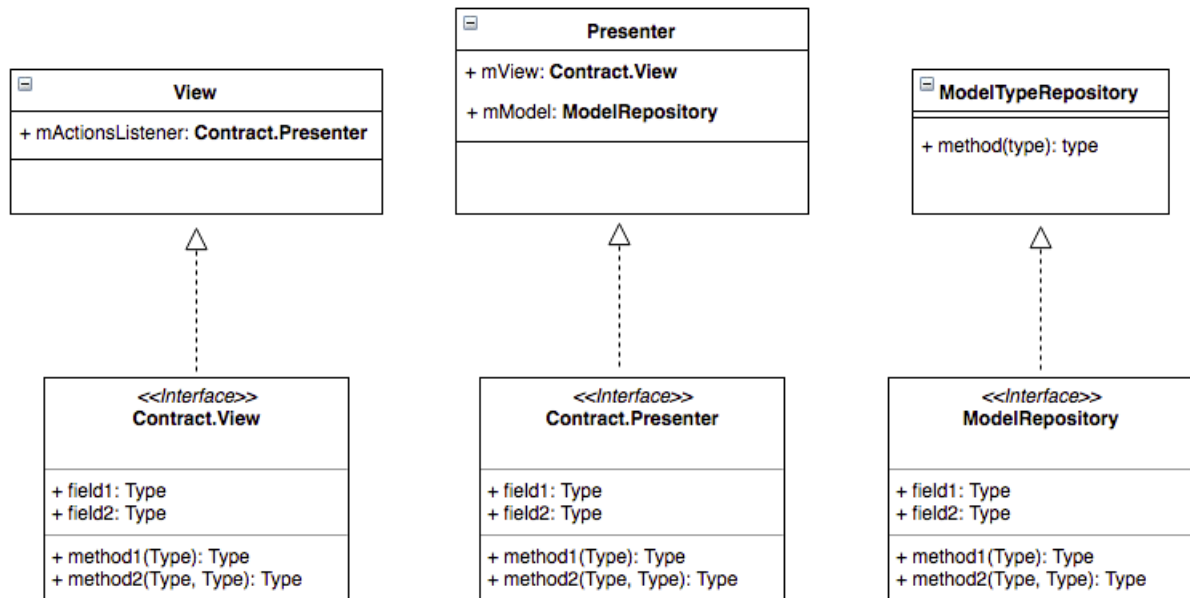 View
+ mActionsListener: Contract.Presenter
Presenter
+ mView: Contract.View
+ mModel: ModelRepository
ModelTypeRepository
+ method(type): type
<<Interface>>
Contract.View
+ field1: Type
+ field2: Type
+ method1(Type): Type
+ method2(Type, Type): Type
<<Interface>>
Contract.Presenter
+ field1: Type
+ field2: Type
+ method1(Type): Type
+ method2(Type, Type): Type
<<Interface>>
ModelRepository
+ field1: Type
+ field2: Type
+ method1(Type): Type
+ method2(Type, Type): Type